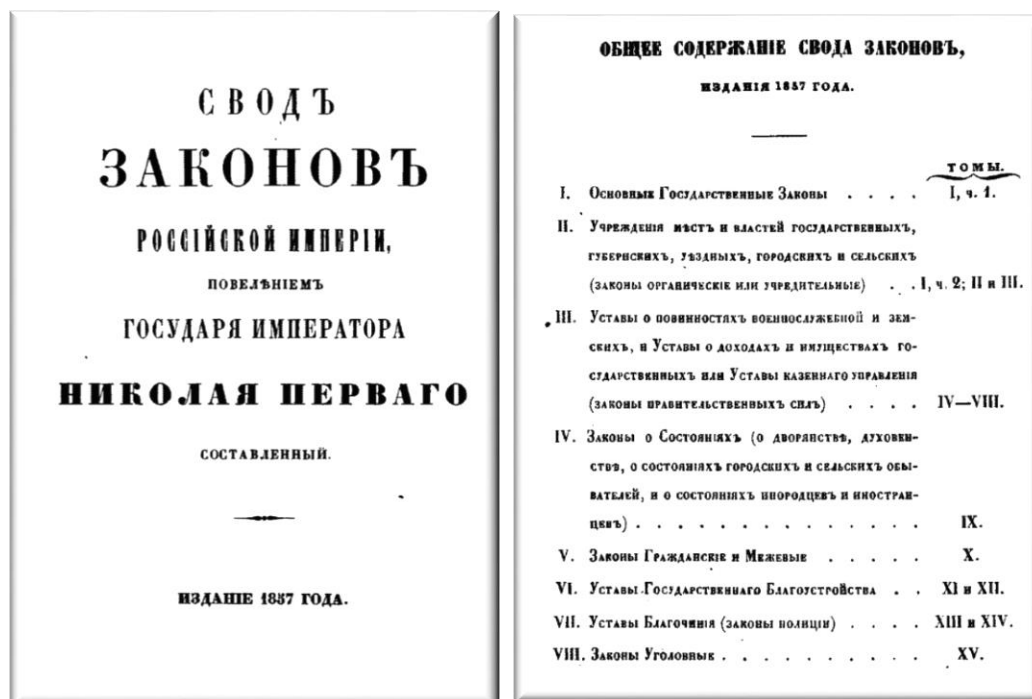 СВОДЪ
ЗАКОНОВЪ
РОССІЙСКОЙ ИМПЕРІИ,
ПОВЕЛѢНІЕМЪ
ГОСУДАРЯ ИМПЕРАТОРА
НИКОЛАЯ ПЕРВАГО
СОСТАВЛЕННЫЙ.
ИЗДАНІЕ 1857 ГОДА.
ОБЩЕЕ СОДЕРЖАНІЕ СВОДА ЗАКОНОВЪ,
ИЗДАНІЯ 1857 ГОДА.
ТОМЫ.
I. Основные Государственные Законы . . . . I, ч. 1.
II. Учрежденія мѣстъ и властей государственныхъ,
губернскихъ, уѣздныхъ, городскихъ и сельскихъ
(законы органическіе или учредительные) . . I, ч. 2; II и III.
III. Уставы о повинностяхъ военнослужебной и зем-
скихъ, и Уставы о доходахъ и имуществахъ го-
сударственныхъ или Уставы казеннаго управленія
(законы правительственныхъ силъ) . . . . IV—VIII.
IV. Законы о Состояніяхъ (о дворянствѣ, духовен-
ствѣ, о состояніяхъ городскихъ и сельскихъ обы-
вателей, и о состояніяхъ инородцевъ и иностран-
цевъ) . . . . . . . . . . . . . IX.
V. Законы Гражданскіе и Межевые . . . . . X.
VI. Уставы Государственнаго Благоустройства . . XI и XII.
VII. Уставы Благочинія (законы полиціи) . . . . XIII и XIV.
VIII. Законы Уголовные . . . . . . . . . . XV.